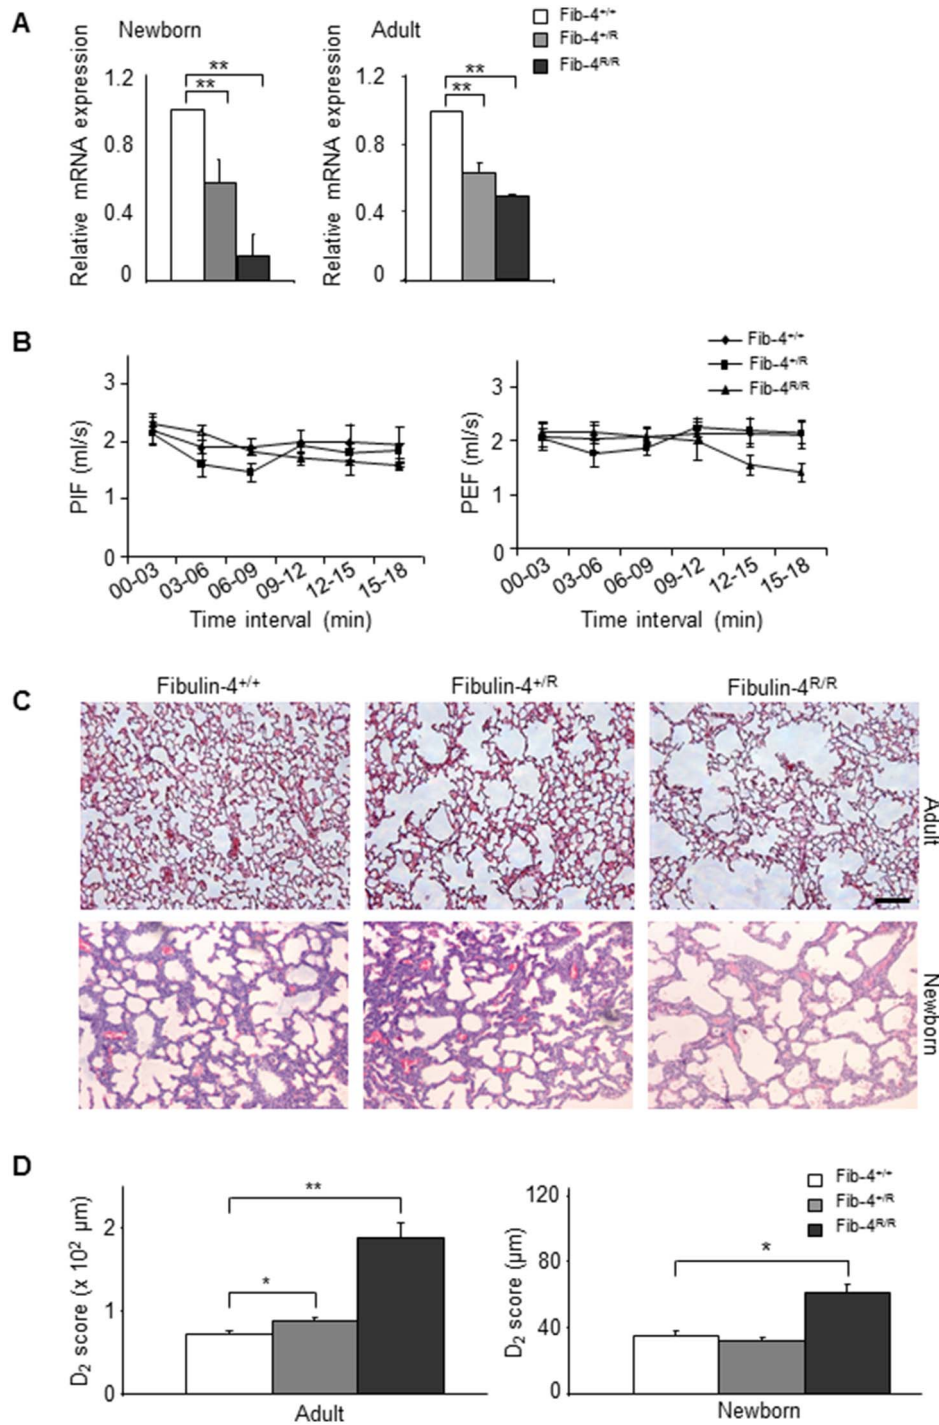 A
Newborn
Adult
Fib-4+/+
Fib-4+/R
Fib-4R/R
Relative mRNA expression
1.2
0.8
0.4
0
**
**
Relative mRNA expression
1.2
0.8
0.4
0
**
**
B
PIF (ml/s)
3
2
1
0
00-03
03-06
06-09
09-12
12-15
15-18
Time interval (min)
PEF (ml/s)
3
2
1
0
00-03
03-06
06-09
09-12
12-15
15-18
Time interval (min)
Fib-4+/+
Fib-4+/R
Fib-4R/R
C
Fibulin-4+/+
Fibulin-4+/R
Fibulin-4R/R
Adult
Newborn
D
D2 score (x 10² µm)
2
1
0
**
*
Adult
D2 score (µm)
120
80
40
0
*
Newborn
Fib-4+/+
Fib-4+/R
Fib-4R/R